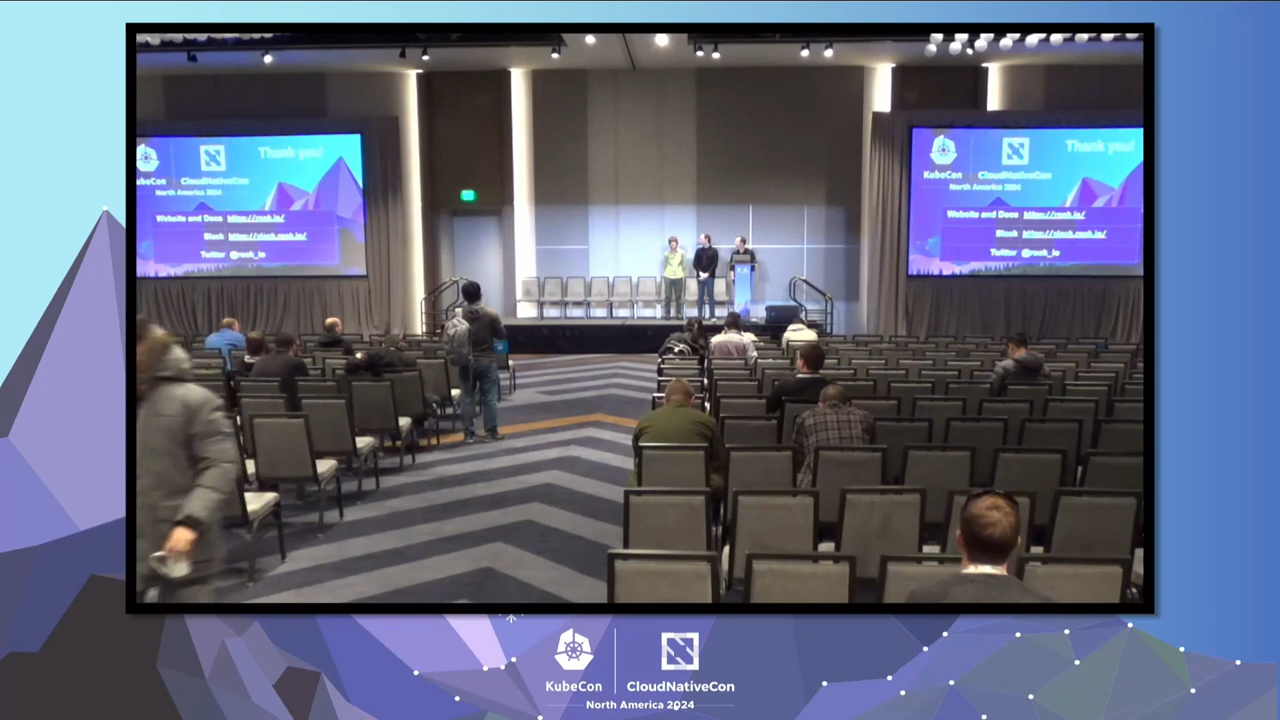 Thank you!
KubeCon
CloudNativeCon
North America 2024
Website and Docs https://rook.io/
Slack https://slack.rook.io/
Twitter @rook_io
Thank you!
KubeCon
CloudNativeCon
North America 2024
Website and Docs https://rook.io/
Slack https://slack.rook.io/
Twitter @rook_io
KubeCon
CloudNativeCon
North America 2024